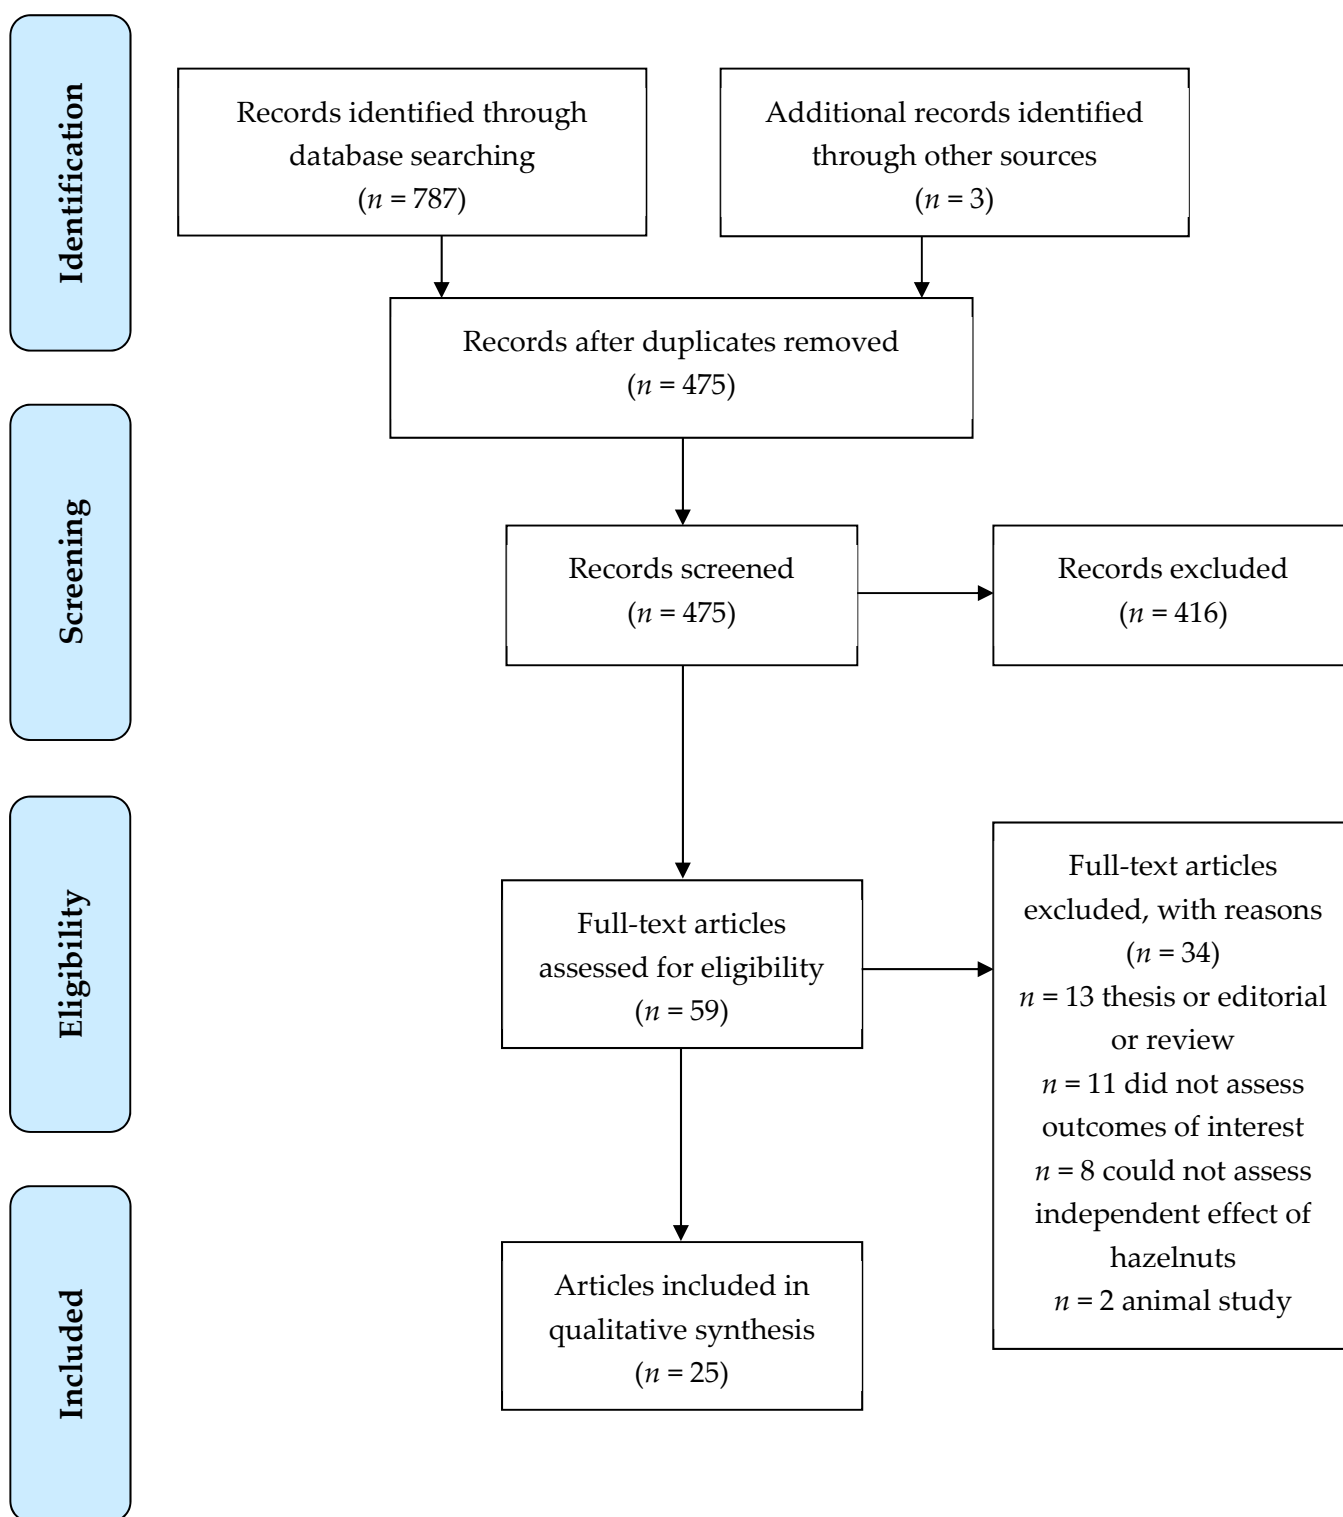 Identification
Records identified through
database searching
(n = 787)
Additional records identified
through other sources
(n = 3)
Records after duplicates removed
(n = 475)
Screening
Records screened
(n = 475)
Records excluded
(n = 416)
Eligibility
Full-text articles
assessed for eligibility
(n = 59)
Full-text articles
excluded, with reasons
(n = 34)
n = 13 thesis or editorial
or review
n = 11 did not assess
outcomes of interest
n = 8 could not assess
independent effect of
hazelnuts
n = 2 animal study
Included
Articles included in
qualitative synthesis
(n = 25)